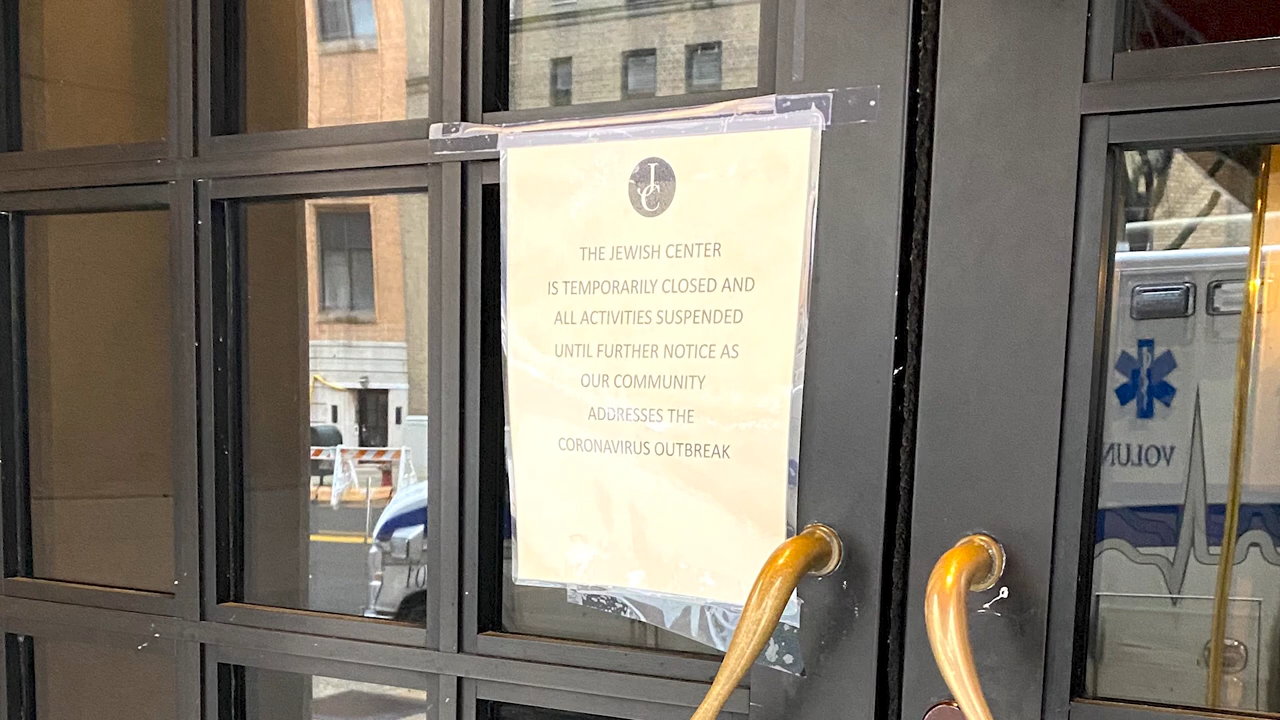 JC
THE JEWISH CENTER
IS TEMPORARILY CLOSED AND
ALL ACTIVITIES SUSPENDED
UNTIL FURTHER NOTICE AS
OUR COMMUNITY
ADDRESSES THE
CORONAVIRUS OUTBREAK
VOLUN